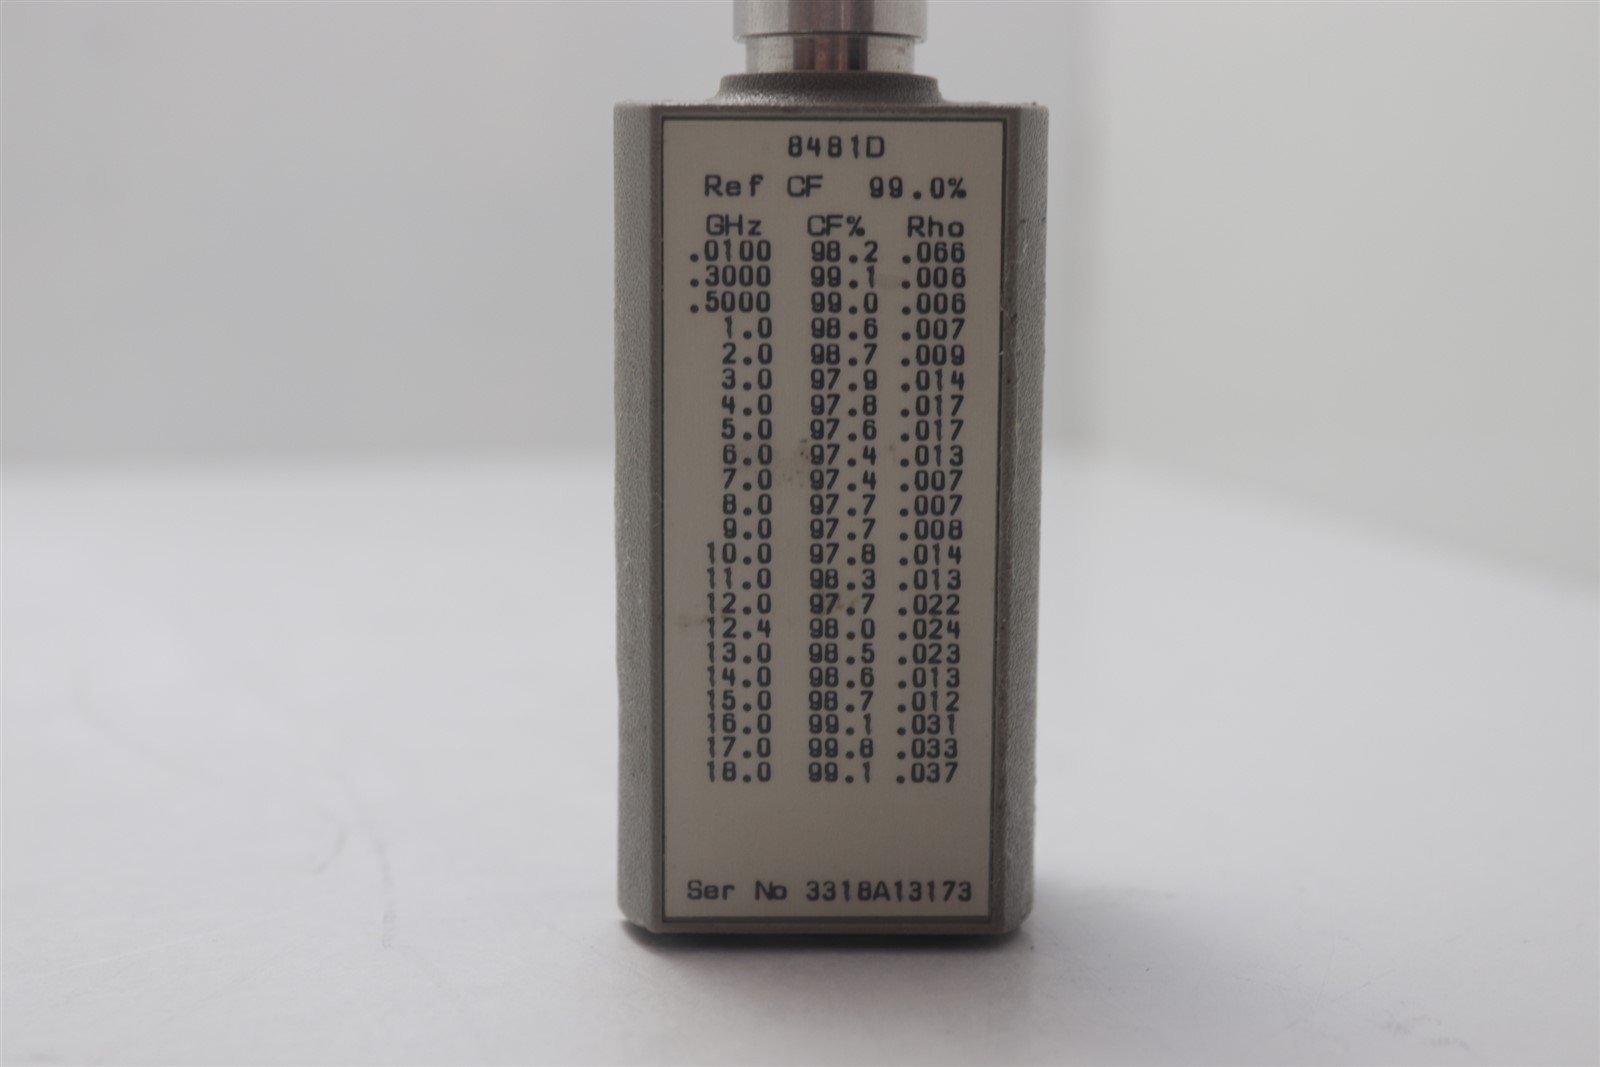 8481D
Ref CF 99.0%
GHz CF% Rho
.0100 98.2 .066
.3000 99.1 .006
.5000 99.0 .006
1.0 98.6 .007
2.0 98.7 .009
3.0 97.9 .014
4.0 97.8 .017
5.0 97.6 .017
6.0 97.4 .013
7.0 97.4 .007
8.0 97.7 .007
9.0 97.7 .008
10.0 97.8 .014
11.0 98.3 .013
12.0 97.7 .022
12.4 98.0 .024
13.0 98.5 .023
14.0 98.6 .013
15.0 98.7 .012
16.0 99.1 .031
17.0 99.8 .033
18.0 99.1 .037
Ser No 3318A13173